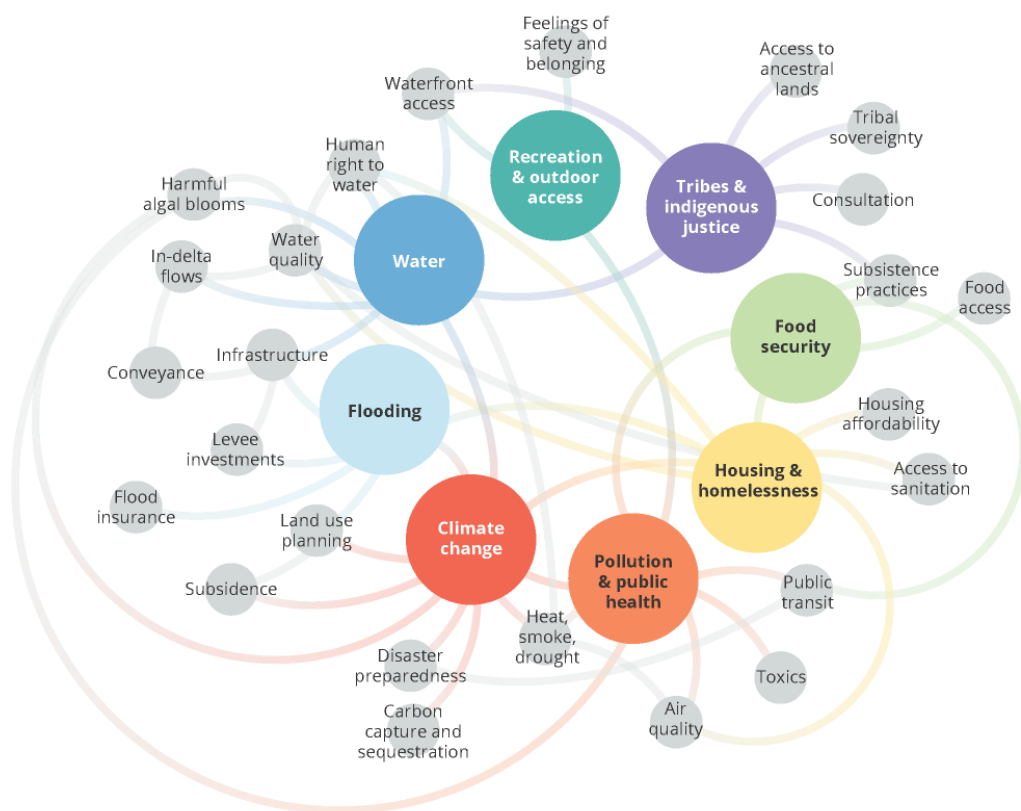 Feelings of
safety and
belonging
Access to
ancestral
lands
Waterfront
access
Tribal
sovereignty
Human
right to
water
Recreation
& outdoor
access
Tribes &
indigenous
justice
Harmful
algal blooms
Consultation
Water
quality
In-delta
flows
Water
Subsistence
practices
Food
access
Food
security
Infrastructure
Conveyance
Flooding
Housing
affordability
Levee
investments
Housing &
homelessness
Access to
sanitation
Flood
insurance
Land use
planning
Climate
change
Pollution
& public
health
Subsidence
Public
transit
Heat,
smoke,
drought
Disaster
preparedness
Toxics
Carbon
capture and
sequestration
Air
quality